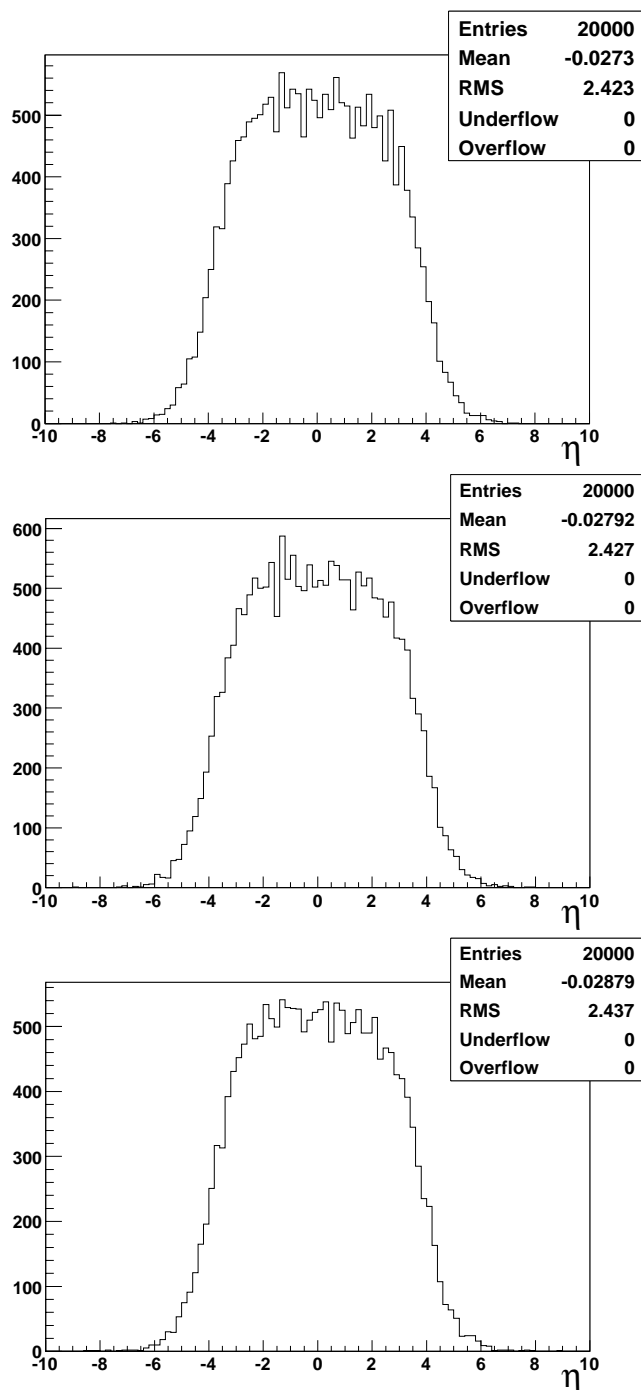 Entries 20000
Mean -0.0273
RMS 2.423
Underflow 0
Overflow 0
500
400
300
200
100
0
-10 -8 -6 -4 -2 0 2 4 6 8 10
η
Entries 20000
Mean -0.02792
RMS 2.427
Underflow 0
Overflow 0
600
500
400
300
200
100
0
-10 -8 -6 -4 -2 0 2 4 6 8 10
η
Entries 20000
Mean -0.02879
RMS 2.437
Underflow 0
Overflow 0
500
400
300
200
100
0
-10 -8 -6 -4 -2 0 2 4 6 8 10
η